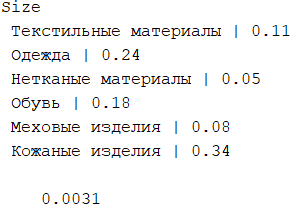 Size
Текстильные материалы | 0.11
Одежда | 0.24
Нетканые материалы | 0.05
Обувь | 0.18
Меховые изделия | 0.08
Кожаные изделия | 0.34
0.0031